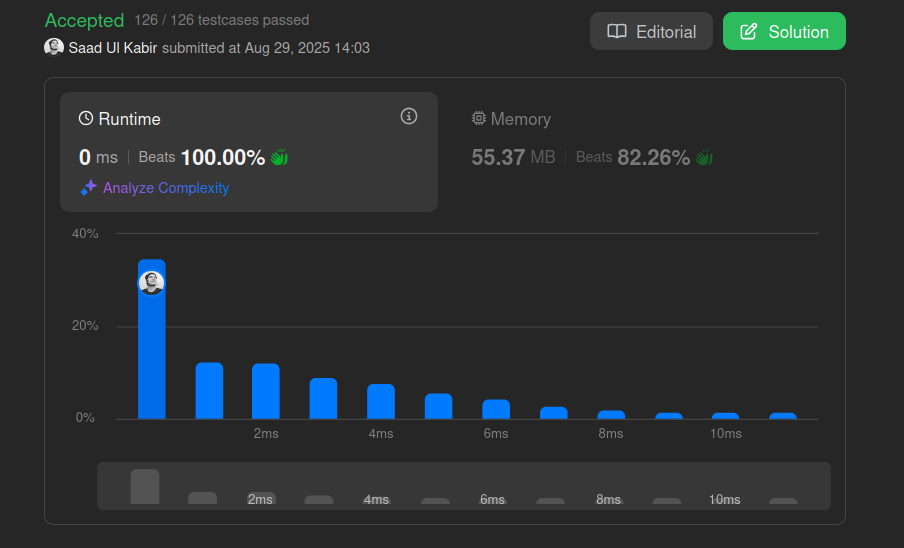 Accepted 126 / 126 testcases passed
Saad Ul Kabir submitted at Aug 29, 2025 14:03
Editorial
Solution
Runtime
0 ms | Beats 100.00%
Analyze Complexity
Memory
55.37 MB | Beats 82.26%
40%
20%
0%
2ms 4ms 6ms 8ms 10ms
2ms 4ms 6ms 8ms 10ms